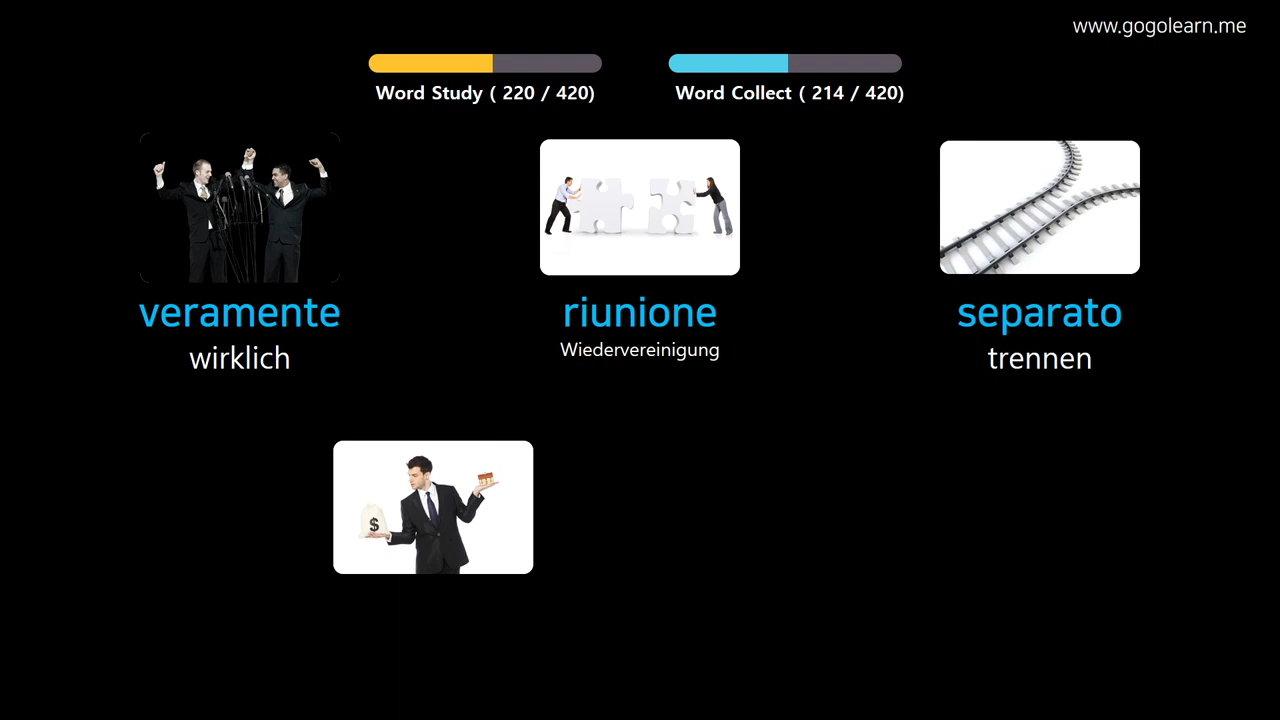 www.gogolearn.me
Word Study ( 220 / 420)
Word Collect ( 214 / 420)
veramente
wirklich
riunione
Wiedervereinigung
separato
trennen
$